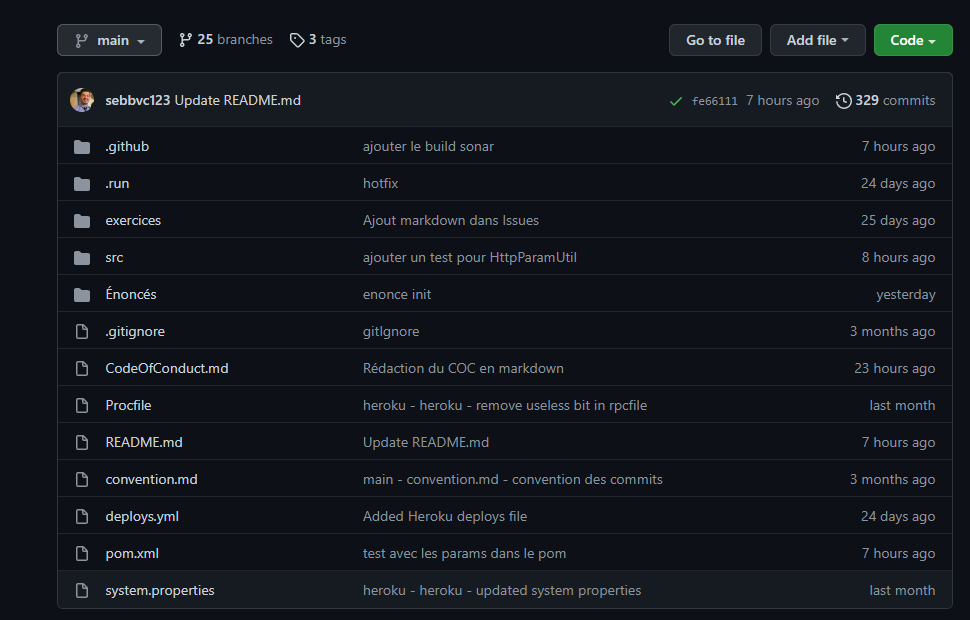 main 25 branches 3 tags Go to file Add file Code
sebbvc123 Update README.md fe66111 7 hours ago 329 commits
.github ajouter le build sonar 7 hours ago
.run hotfix 24 days ago
exercices Ajout markdown dans Issues 25 days ago
src ajouter un test pour HttpParamUtil 8 hours ago
Énoncés enonce init yesterday
.gitignore gitIgnore 3 months ago
CodeOfConduct.md Rédaction du COC en markdown 23 hours ago
Procfile heroku - heroku - remove useless bit in rpcfile last month
README.md Update README.md 7 hours ago
convention.md main - convention.md - convention des commits 3 months ago
deploys.yml Added Heroku deploys file 24 days ago
pom.xml test avec les params dans le pom 7 hours ago
system.properties heroku - heroku - updated system properties last month